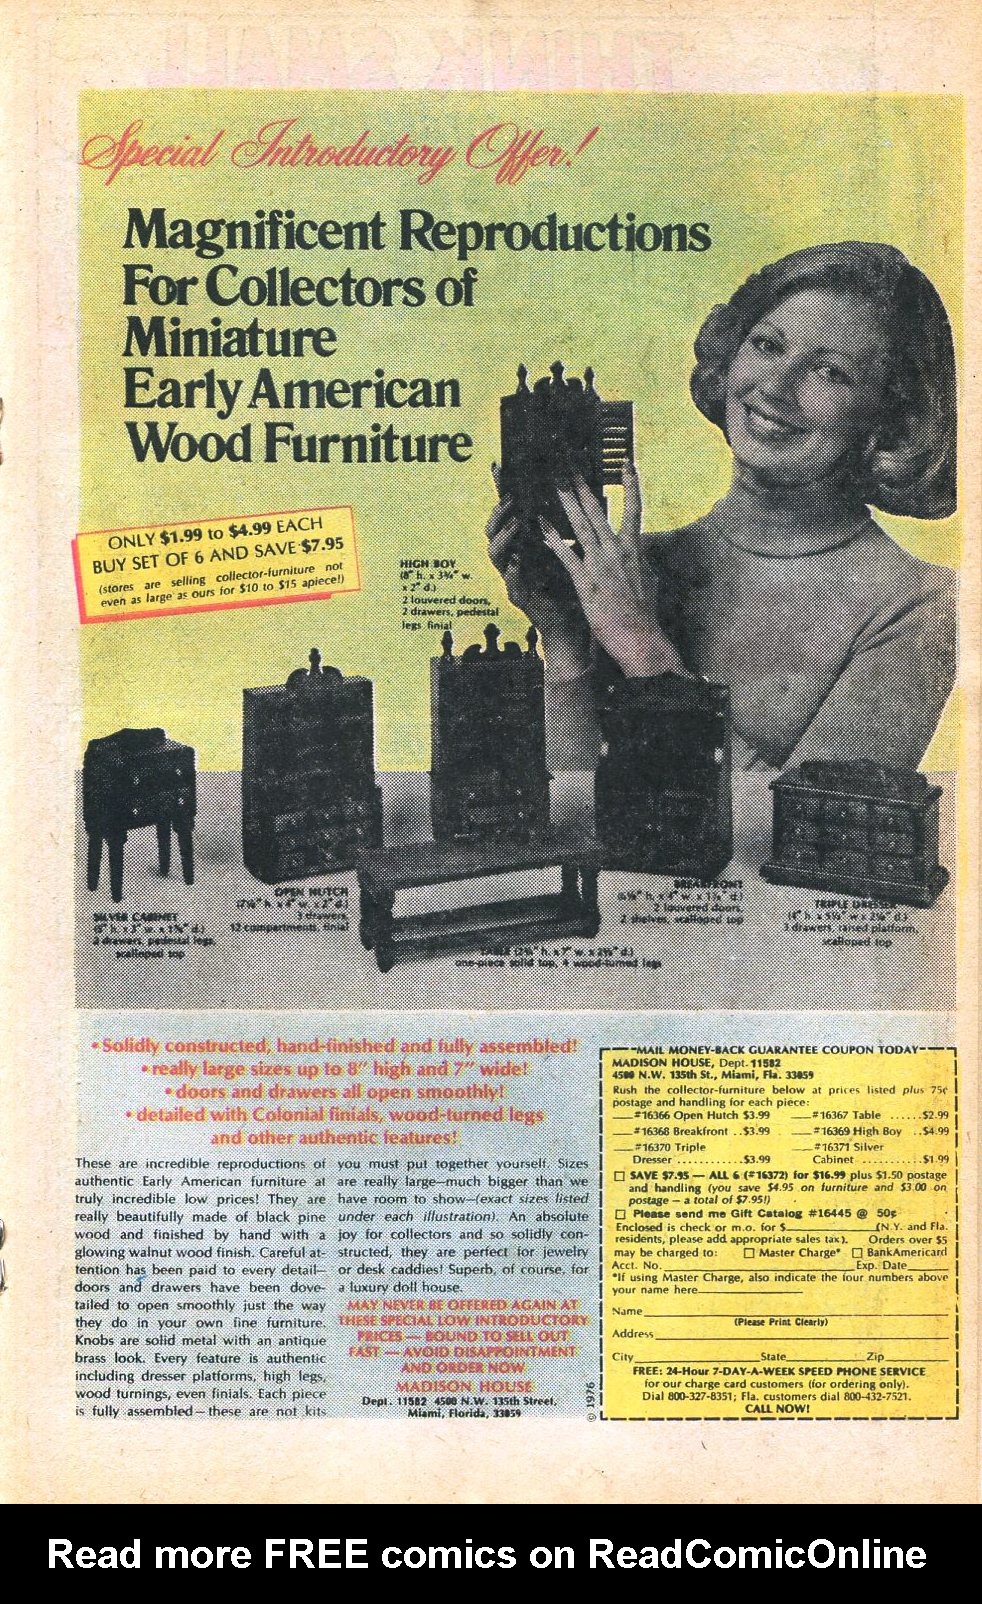 Special Introductory Offer!
Magnificent Reproductions
For Collectors of
Miniature
Early American
Wood Furniture
ONLY $1.99 to $4.99 EACH
BUY SET OF 6 AND SAVE $7.95
(stores are selling collector-furniture not
even as large as ours for $10 to $15 apiece!)
HIGH BOY
(8" h. x 3¾" w.
x 2" d.)
2 louvered doors,
2 drawers, pedestal
legs finial
SILVER CABINET
2 drawers, pedestal legs,
scalloped top
OPEN HUTCH
3 drawers,
12 compartments, finial
TABLE
one-piece solid top, 4 wood-turned legs
BREAKFRONT
2 louvered doors,
2 shelves, scalloped top
TRIPLE DRESSER
3 drawers, raised platform,
scalloped top
• Solidly constructed, hand-finished and fully assembled!
• really large sizes up to 8" high and 7" wide!
• doors and drawers all open smoothly!
• detailed with Colonial finials, wood-turned legs
and other authentic features!
These are incredible reproductions of
authentic Early American furniture at
truly incredible low prices! They are
really beautifully made of black pine
wood and finished by hand with a
glowing walnut wood finish. Careful at-
tention has been paid to every detail—
doors and drawers have been dove-
tailed to open smoothly just the way
they do in your own fine furniture.
Knobs are solid metal with an antique
brass look. Every feature is authentic
including dresser platforms, high legs,
wood turnings, even finials. Each piece
is fully assembled—these are not kits
you must put together yourself. Sizes
are really large—much bigger than we
have room to show—(exact sizes listed
under each illustration). An absolute
joy for collectors and so solidly con-
structed, they are perfect for jewelry
or desk caddies! Superb, of course, for
a luxury doll house.
MAY NEVER BE OFFERED AGAIN AT
THESE SPECIAL LOW INTRODUCTORY
PRICES — BOUND TO SELL OUT
FAST — AVOID DISAPPOINTMENT
AND ORDER NOW
MADISON HOUSE
Dept. 11582 4500 N.W. 135th Street,
Miami, Florida, 33059
© 1976
MAIL MONEY-BACK GUARANTEE COUPON TODAY
MADISON HOUSE, Dept. 11582
4500 N.W. 135th St., Miami, Fla. 33059
Rush the collector-furniture below at prices listed plus 75¢
postage and handling for each piece:
___#16366 Open Hutch $3.99 ___#16367 Table ......$2.99
___#16368 Breakfront ..$3.99 ___#16369 High Boy ..$4.99
___#16370 Triple ___#16371 Silver
Dresser ...........$3.99 Cabinet ..........$1.99
☐ SAVE $7.95 — ALL 6 (#16372) for $16.99 plus $1.50 postage
and handling (you save $4.95 on furniture and $3.00 on
postage — a total of $7.95!)
☐ Please send me Gift Catalog #16445 @ 50¢
Enclosed is check or m.o. for $___________(N.Y. and Fla.
residents, please add appropriate sales tax). Orders over $5
may be charged to: ☐ Master Charge* ☐ BankAmericard
Acct. No.___________Exp. Date______
*If using Master Charge, also indicate the four numbers above
your name here___________
Name___________
(Please Print Clearly)
Address___________
City___________State___________Zip___________
FREE: 24-Hour 7-DAY-A-WEEK SPEED PHONE SERVICE
for our charge card customers (for ordering only).
Dial 800-327-8351; Fla. customers dial 800-432-7521.
CALL NOW!
Read more FREE comics on ReadComicOnline